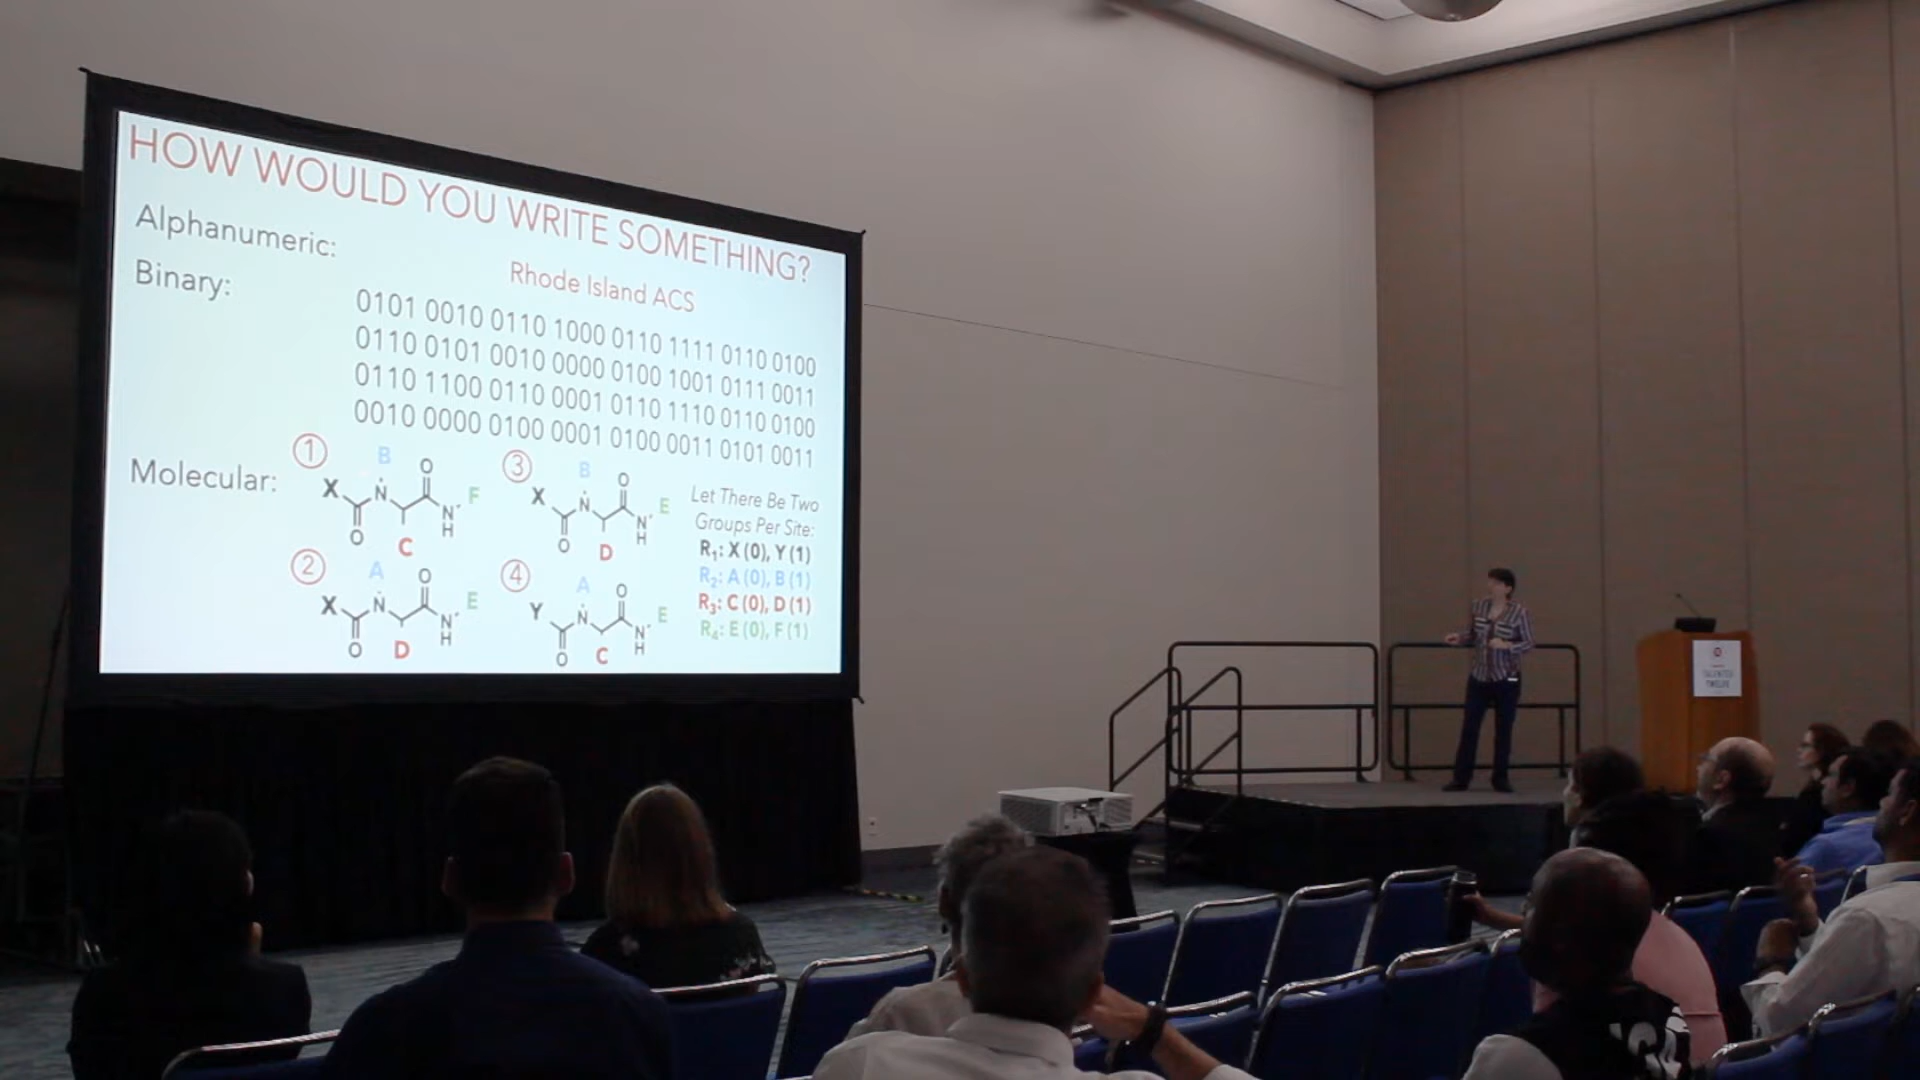 HOW WOULD YOU WRITE SOMETHING?
Alphanumeric:
Rhode Island ACS
Binary:
0101 0010 0110 1000 0110 1111 0110 0100
0110 0101 0010 0000 0100 1001 0111 0011
0110 1100 0110 0001 0110 1110 0110 0100
0010 0000 0100 0001 0100 0011 0101 0011
Molecular:
1
B
O
X
N
F
N
H
O
C
2
A
O
X
N
E
N
H
O
D
3
B
O
X
N
E
N
H
O
D
4
A
O
Y
N
E
N
H
O
C
Let There Be Two
Groups Per Site:
R₁: X (0), Y (1)
R₂: A (0), B (1)
R₃: C (0), D (1)
R₄: E (0), F (1)
TALENTED
TWELVE